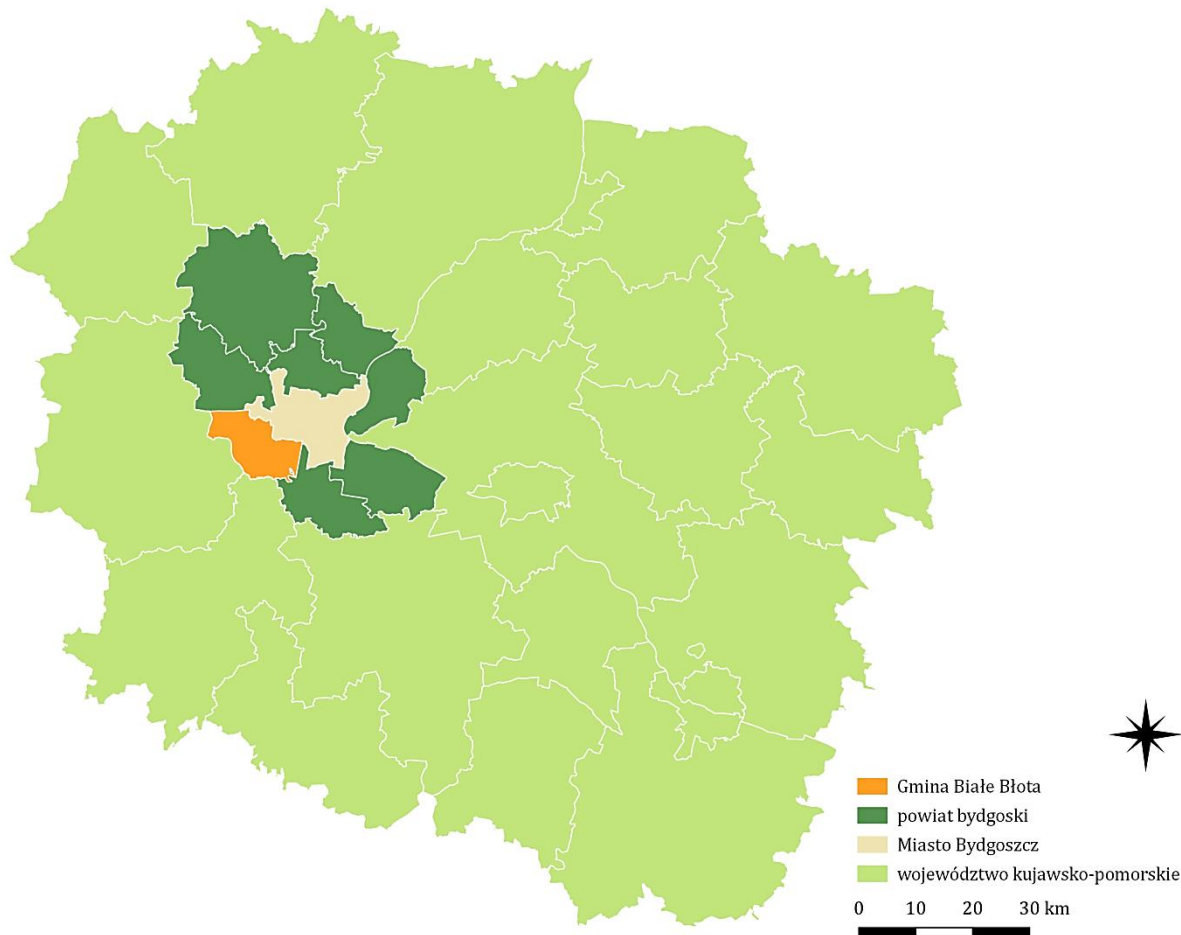 Gmina Białe Błota
powiat bydgoski
Miasto Bydgoszcz
województwo kujawsko-pomorskie
0 10 20 30 km